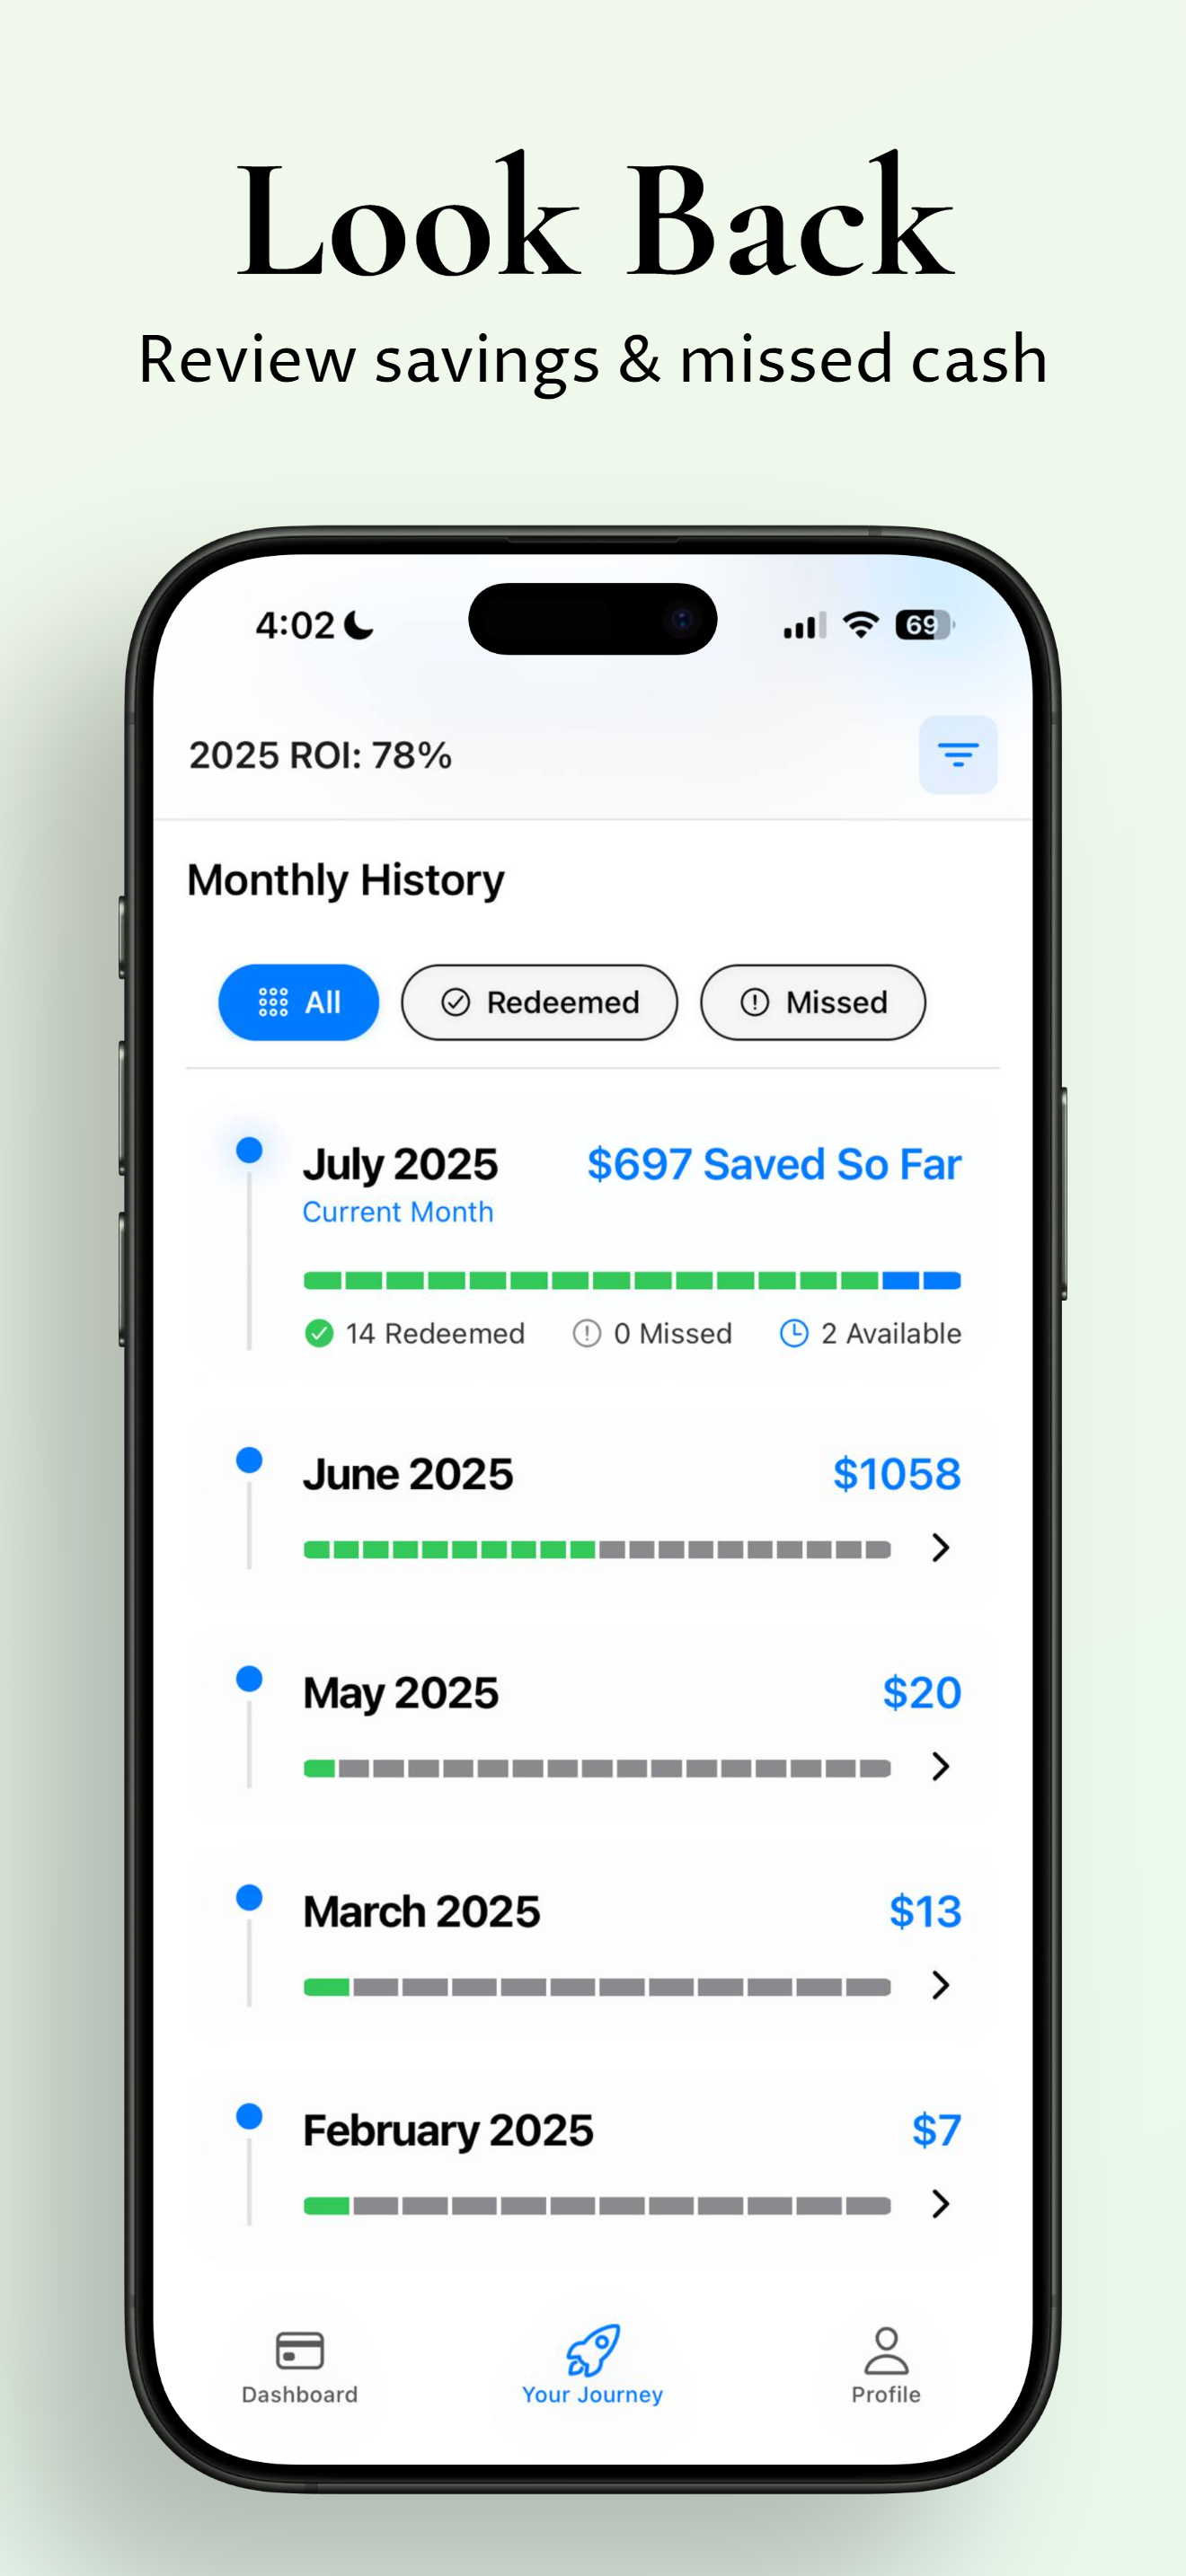 Look Back
Review savings & missed cash
4:02 69
2025 ROI: 78%
Monthly History
All Redeemed Missed
July 2025 $697 Saved So Far
Current Month
14 Redeemed 0 Missed 2 Available
June 2025 $1058
May 2025 $20
March 2025 $13
February 2025 $7
Dashboard Your Journey Profile